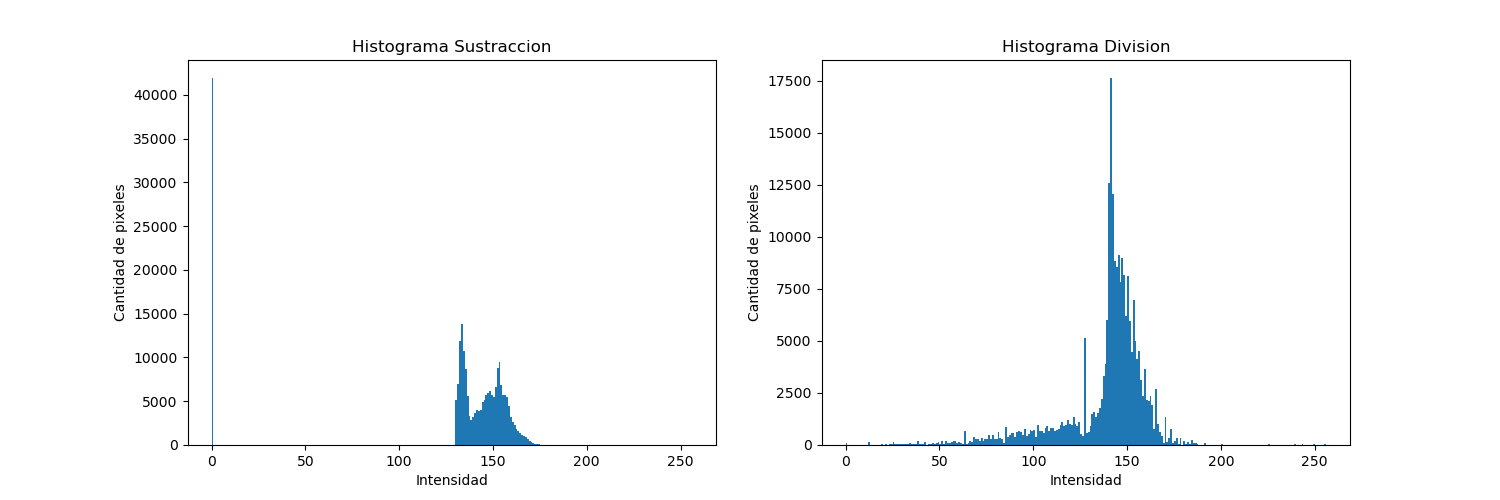 Histograma Sustraccion
Cantidad de pixeles
40000
35000
30000
25000
20000
15000
10000
5000
0
0 50 100 150 200 250
Intensidad
Histograma Division
Cantidad de pixeles
17500
15000
12500
10000
7500
5000
2500
0
0 50 100 150 200 250
Intensidad